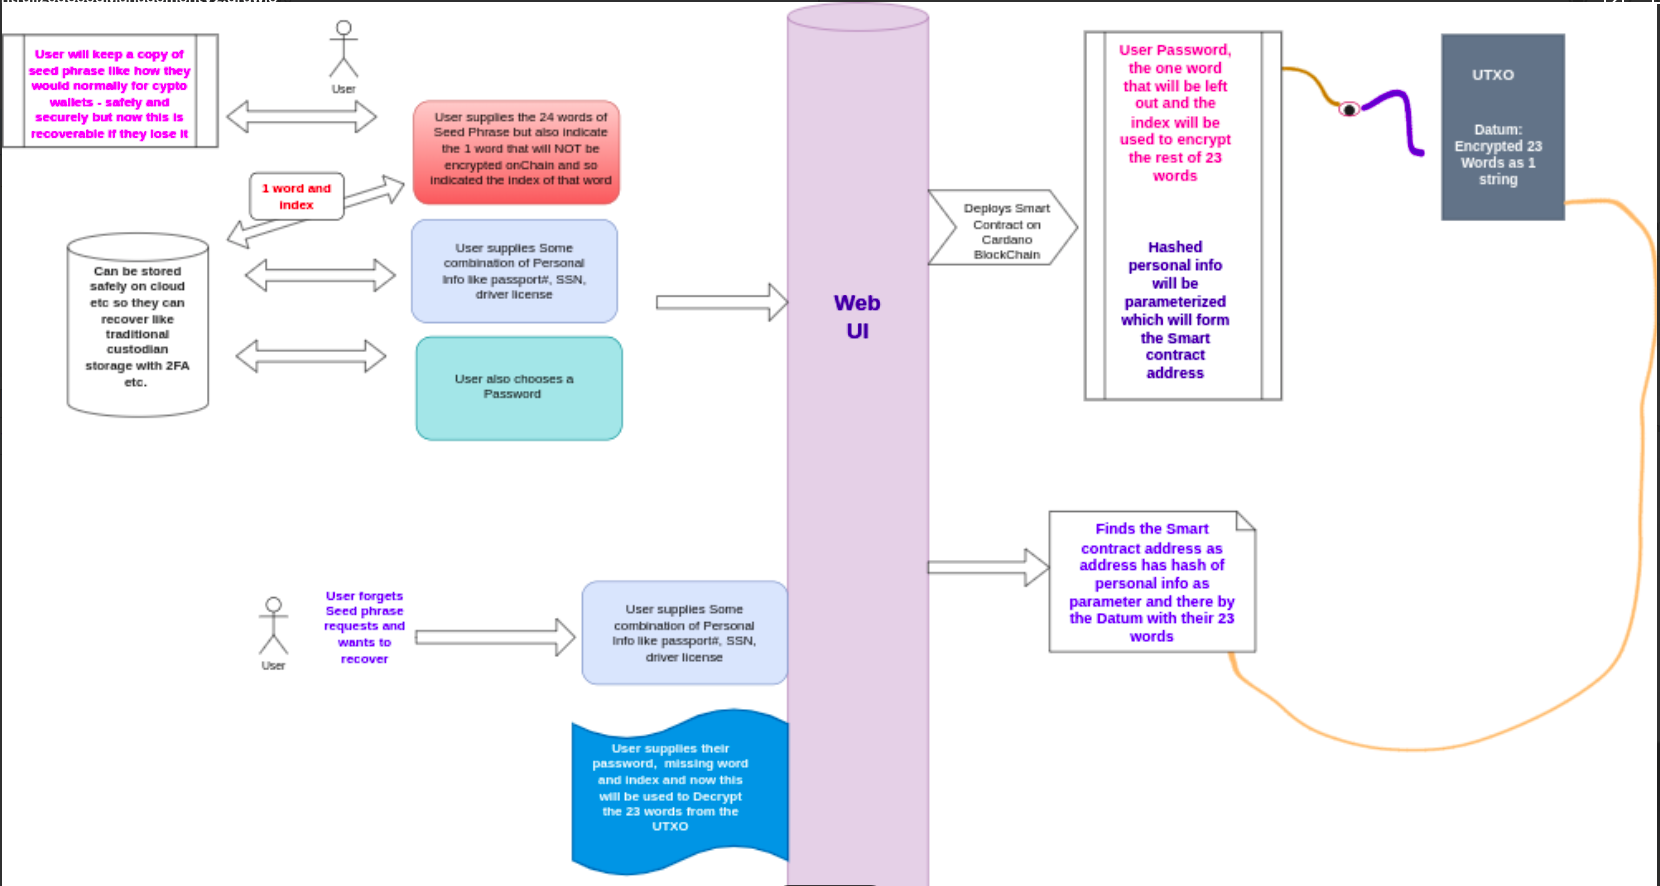 User will keep a copy of
seed phrase like how they
would normally for cypto
wallets - safely and
securely but now this is
recoverable if they lose it
User
User supplies the 24 words of
Seed Phrase but also indicate
the 1 word that will NOT be
encrypted onChain and so
indicated the index of that word
1 word and
index
Can be stored
safely on cloud
etc so they can
recover like
traditional
custodian
storage with 2FA
etc.
User supplies Some
combination of Personal
Info like passport#, SSN,
driver license
User also chooses a
Password
Web
UI
Deploys Smart
Contract on
Cardano
BlockChain
User Password,
the one word
that will be left
out and the
index will be
used to encrypt
the rest of 23
words
Hashed
personal info
will be
parameterized
which will form
the Smart
contract
address
UTXO
Datum:
Encrypted 23
Words as 1
string
User
User forgets
Seed phrase
requests and
wants to
recover
User supplies Some
combination of Personal
Info like passport#, SSN,
driver license
User supplies their
password, missing word
and index and now this
will be used to Decrypt
the 23 words from the
UTXO
Finds the Smart
contract address as
address has hash of
personal info as
parameter and there by
the Datum with their 23
words